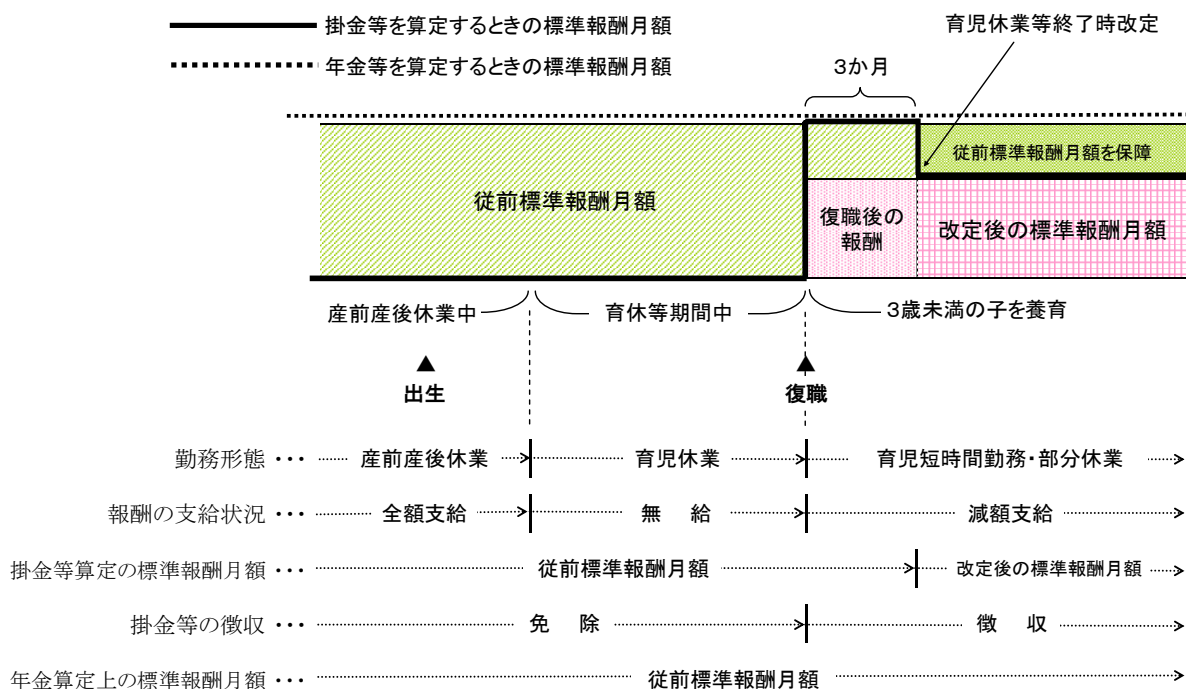 掛金等を算定するときの標準報酬月額
年金等を算定するときの標準報酬月額
育児休業等終了時改定
3か月
従前標準報酬月額を保障
従前標準報酬月額
復職後の
報酬
改定後の標準報酬月額
産前産後休業中
育休等期間中
3歳未満の子を養育
▲
出生
▲
復職
勤務形態 ・・・ 産前産後休業 育児休業 育児短時間勤務・部分休業
報酬の支給状況 ・・・ 全額支給 無 給 減額支給
掛金等算定の標準報酬月額 ・・・ 従前標準報酬月額 改定後の標準報酬月額
掛金等の徴収 ・・・ 免 除 徴 収
年金算定上の標準報酬月額 ・・・ 従前標準報酬月額